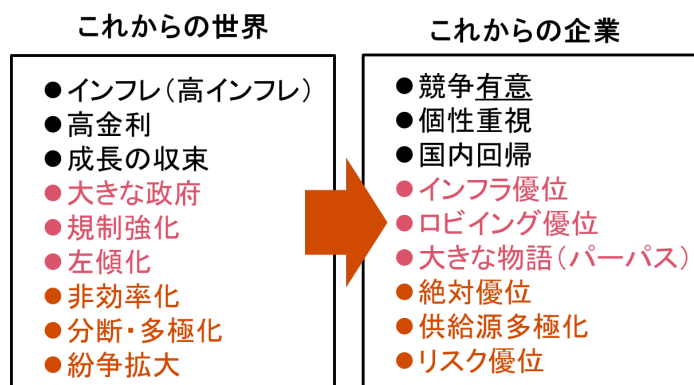 これからの世界
●インフレ(高インフレ)
●高金利
●成長の収束
●大きな政府
●規制強化
●左傾化
●非効率化
●分断・多極化
●紛争拡大
これからの企業
●競争有意
●個性重視
●国内回帰
●インフラ優位
●ロビイング優位
●大きな物語(パーパス)
●絶対優位
●供給源多極化
●リスク優位